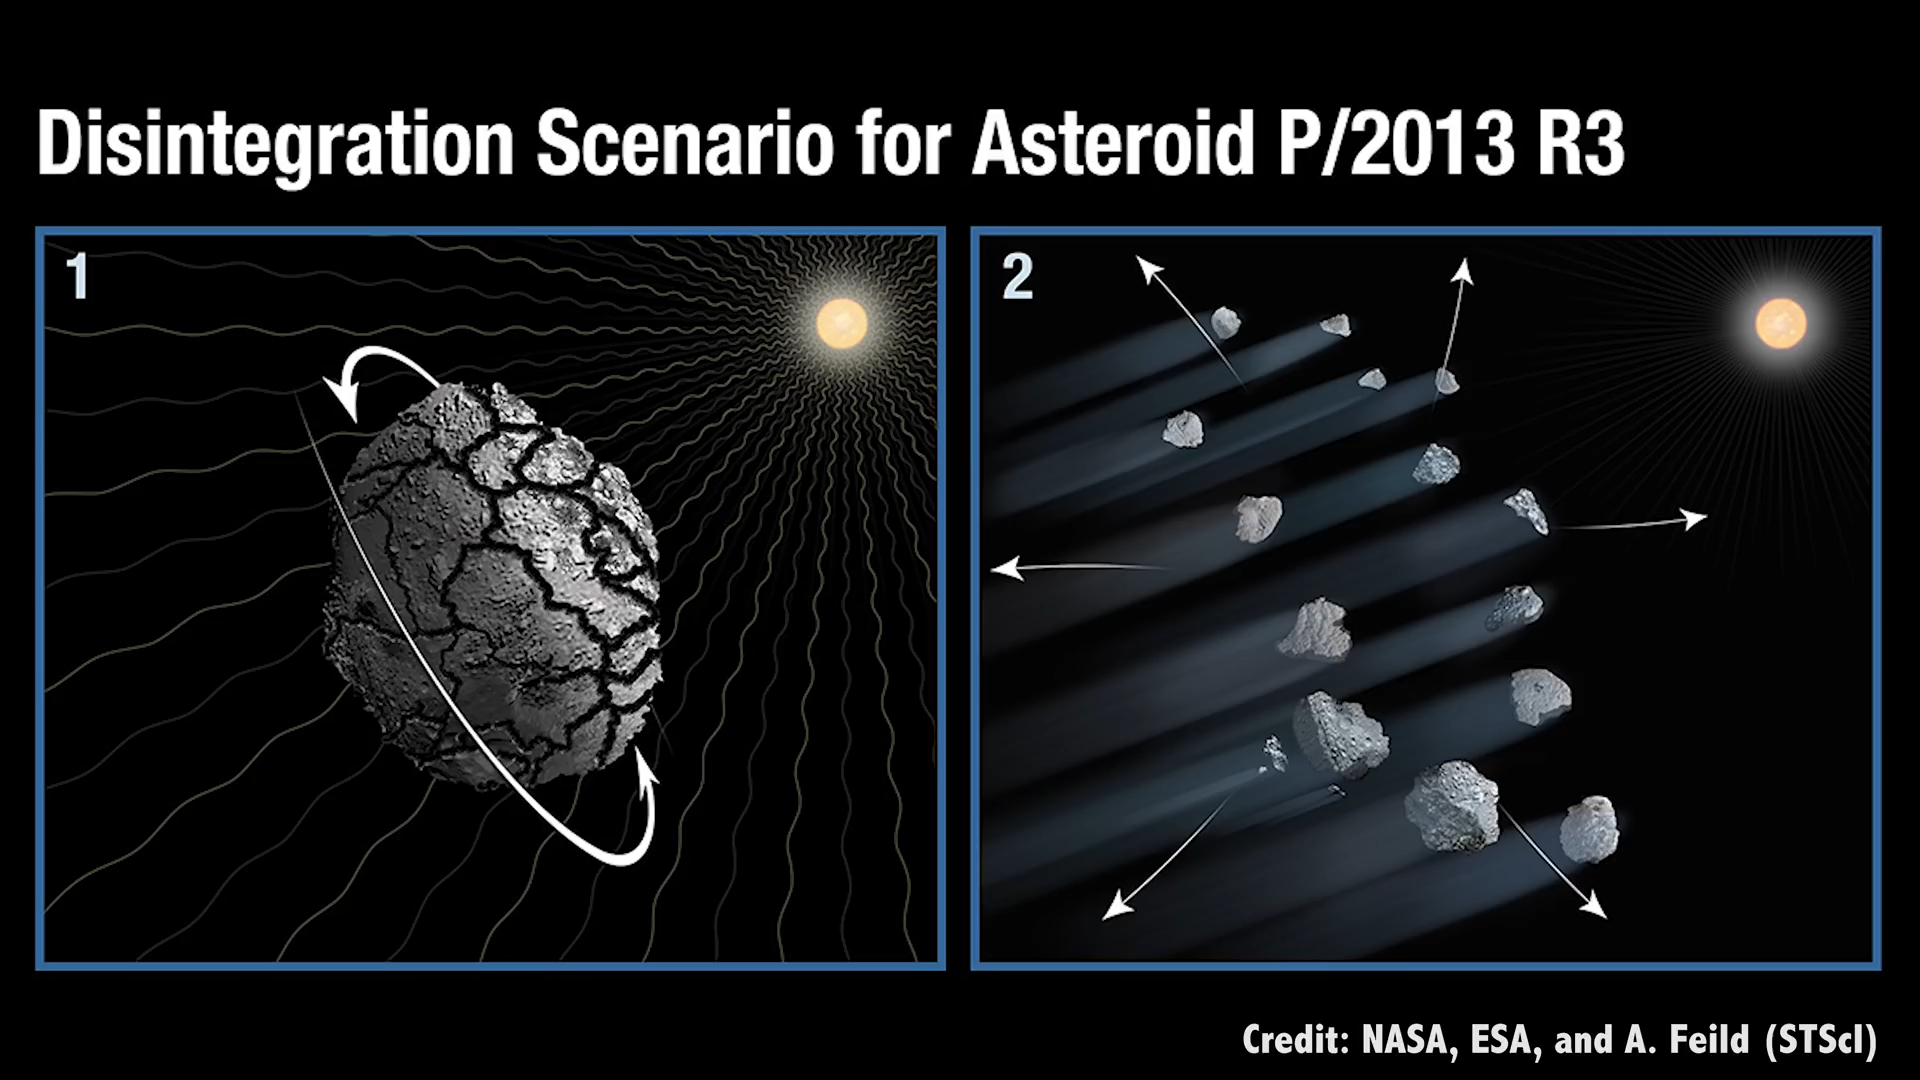 Disintegration Scenario for Asteroid P/2013 R3
1
2
Credit: NASA, ESA, and A. Feild (STScI)